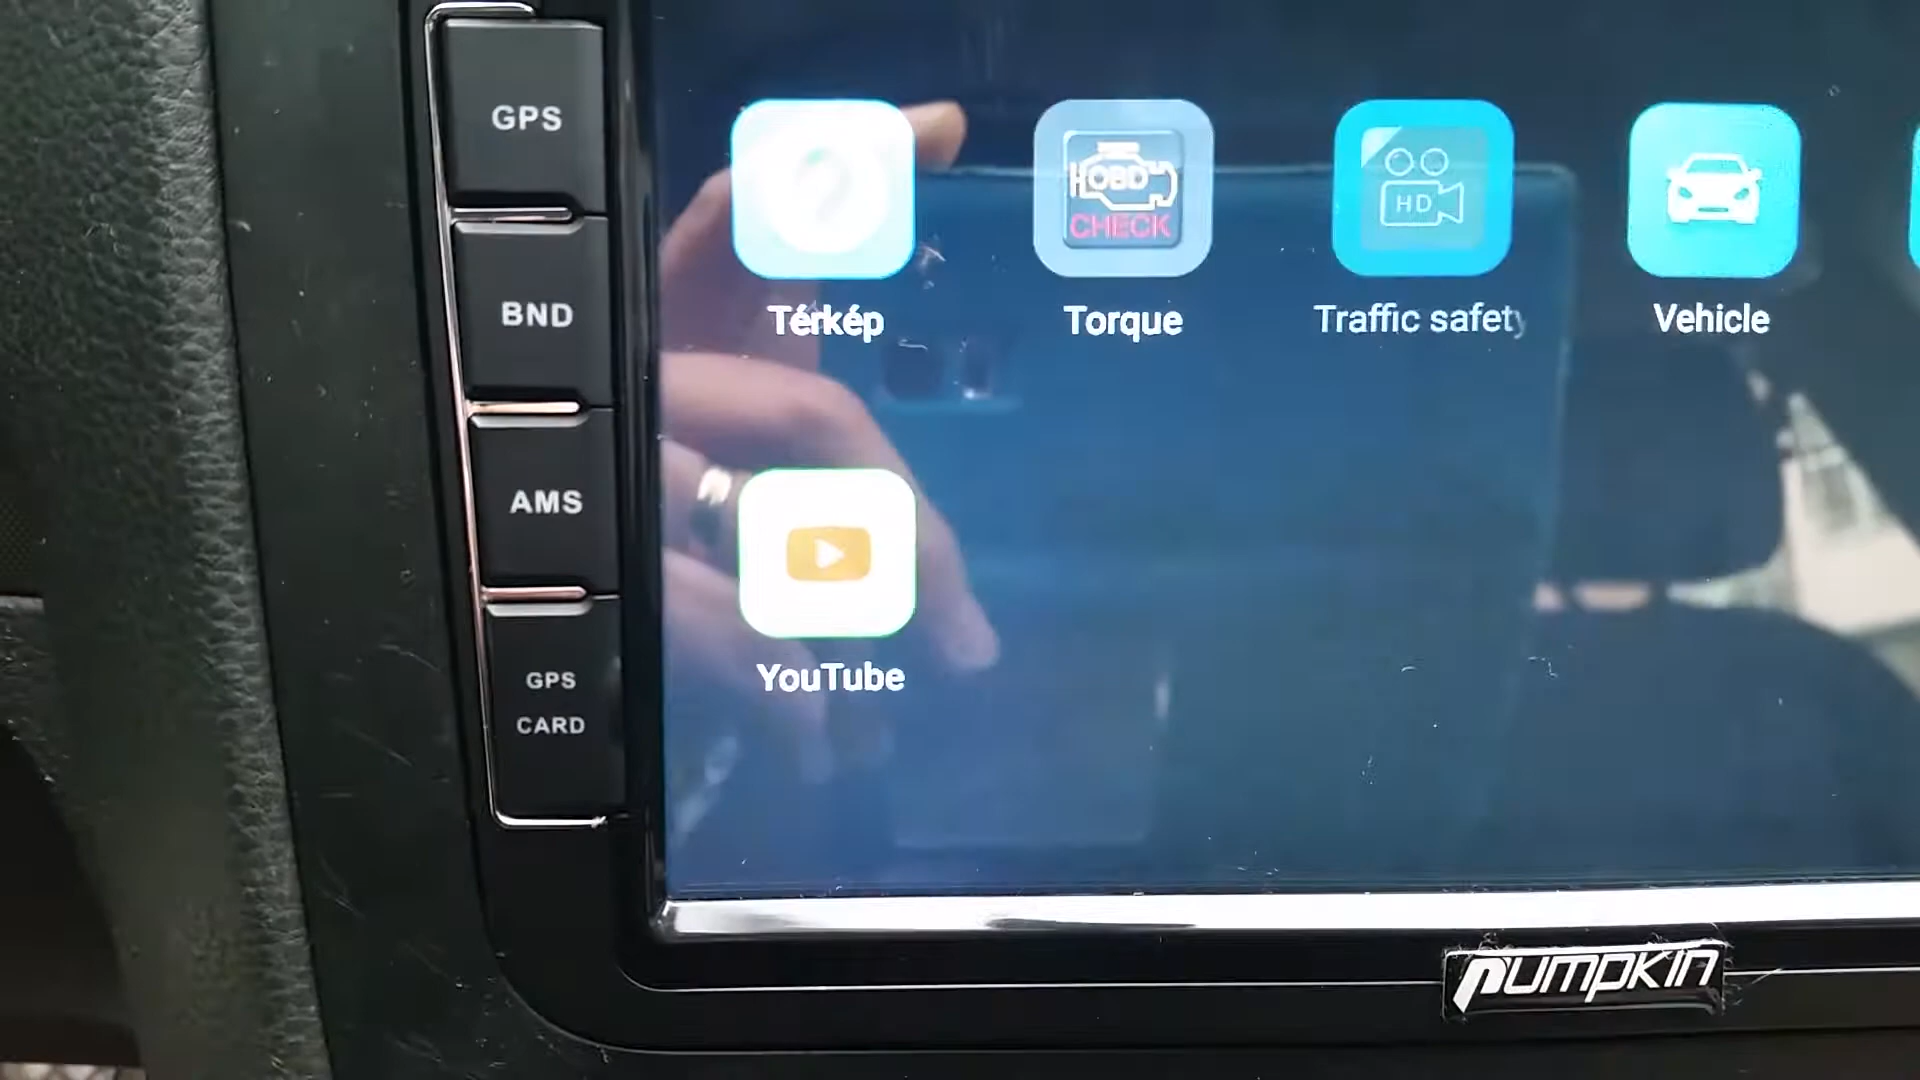 GPS
BND
AMS
GPS
CARD
OBD
CHECK
HD
Térkép
Torque
Traffic safety
Vehicle
YouTube
PUMPKIN